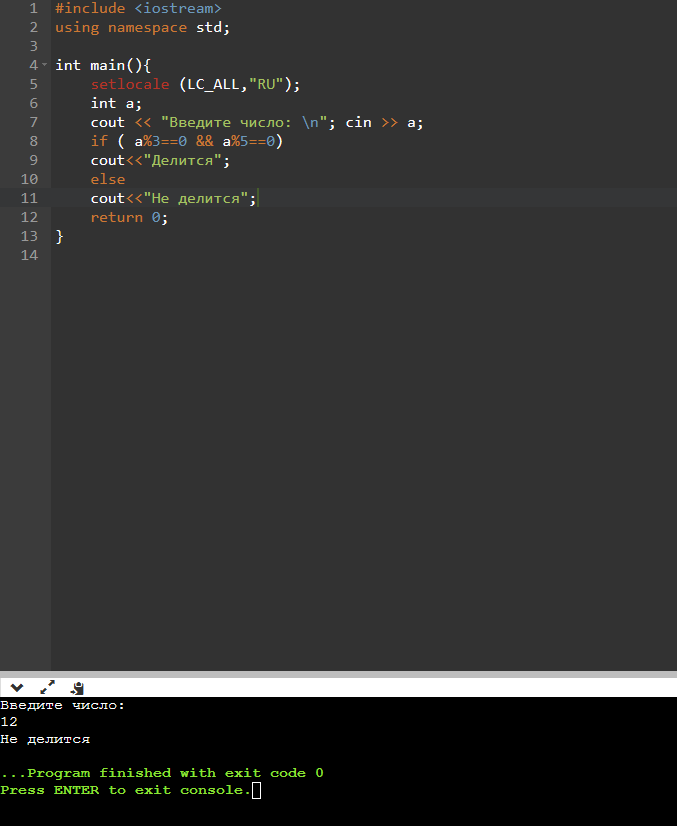 1 #include <iostream>
2 using namespace std;
3
4 int main(){
5     setlocale (LC_ALL,"RU");
6     int a;
7     cout << "Введите число: \n"; cin >> a;
8     if ( a%3==0 && a%5==0)
9     cout<<"Делится";
10     else
11     cout<<"Не делится";
12     return 0;
13 }
14
Введите число:
12
Не делится
...Program finished with exit code 0
Press ENTER to exit console.